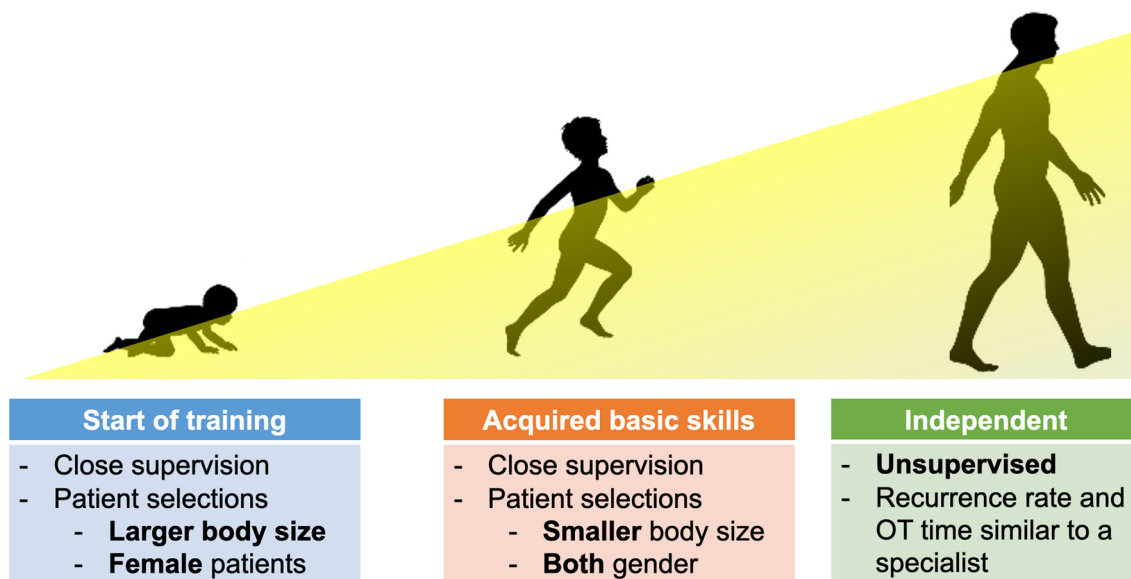 Start of training
- Close supervision
- Patient selections
- Larger body size
- Female patients
Acquired basic skills
- Close supervision
- Patient selections
- Smaller body size
- Both gender
Independent
- Unsupervised
- Recurrence rate and
OT time similar to a
specialist